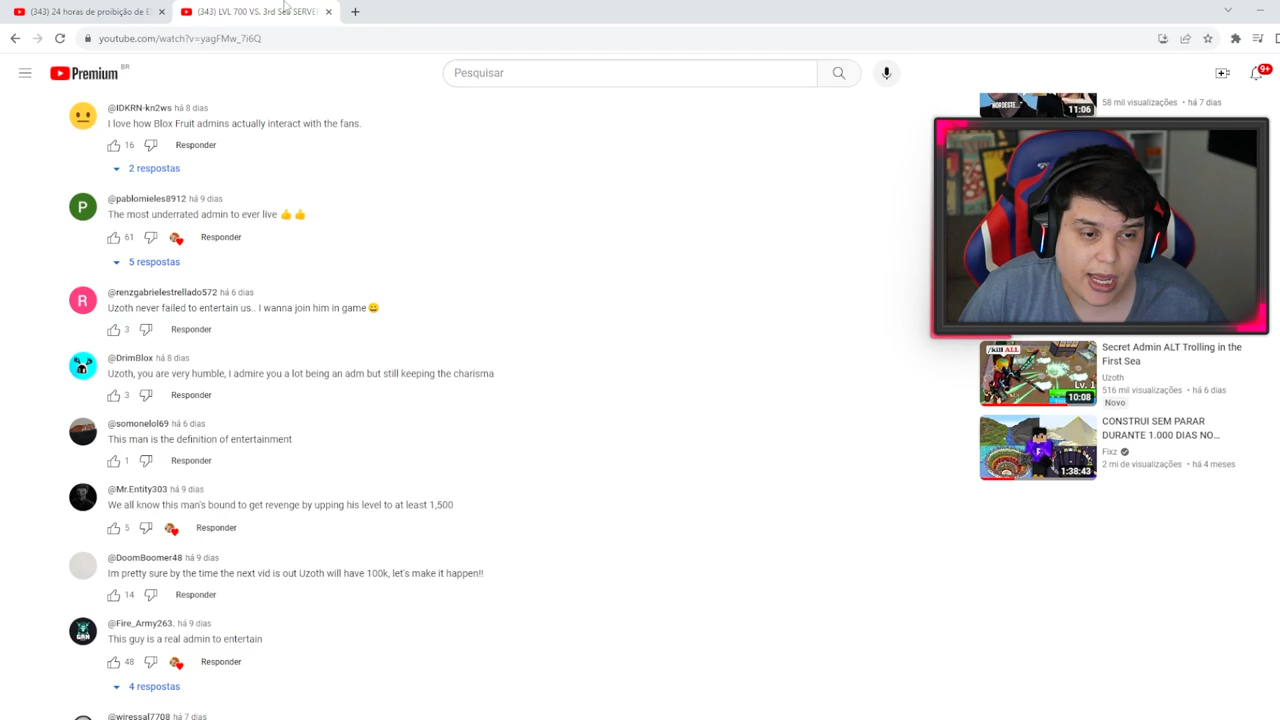 (343) 24 horas de proibição de E
(343) LVL 700 VS. 3rd Sea SERVER
youtube.com/watch?v=yagFMw_7i6Q
Premium BR
Pesquisar
9+
@IDKRN-kn2ws há 8 dias
I love how Blox Fruit admins actually interact with the fans.
16 Responder
2 respostas
@pablomieles8912 há 9 dias
The most underrated admin to ever live 👍👍
61 Responder
5 respostas
R
@renzgabrielestrellado572 há 6 dias
Uzoth never failed to entertain us.. I wanna join him in game😀
3 Responder
@DrimBlox há 8 dias
Uzoth, you are very humble, I admire you a lot being an adm but still keeping the charisma
3 Responder
@somonelol69 há 6 dias
This man is the definition of entertainment
1 Responder
@Mr.Entity303 há 9 dias
We all know this man's bound to get revenge by upping his level to at least 1,500
5 Responder
@DoomBoomer48 há 9 dias
Im pretty sure by the time the next vid is out Uzoth will have 100k, let's make it happen!!
14 Responder
@Fire_Army263. há 9 dias
This guy is a real admin to entertain
48 Responder
4 respostas
@wiressal7708 há 7 dias
P
NORDESTE...
11:06
58 mil visualizações • há 7 dias
/kill ALL
Lv. 1
10:08
Secret Admin ALT Trolling in the
First Sea
Uzoth
516 mil visualizações • há 6 dias
Novo
1:38:43
CONSTRUI SEM PARAR
DURANTE 1.000 DIAS NO...
Fixz
2 mi de visualizações • há 4 meses